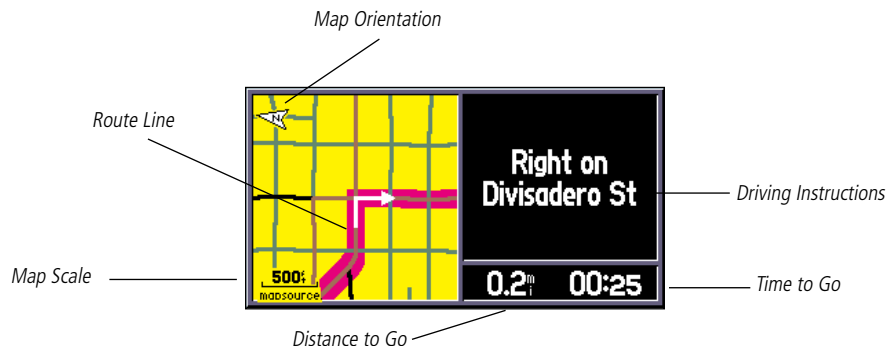 Map Orientation
Route Line
N
Right on
Divisadero St
Driving Instructions
Map Scale
500ft
mapsource
0.2mi
00:25
Time to Go
Distance to Go